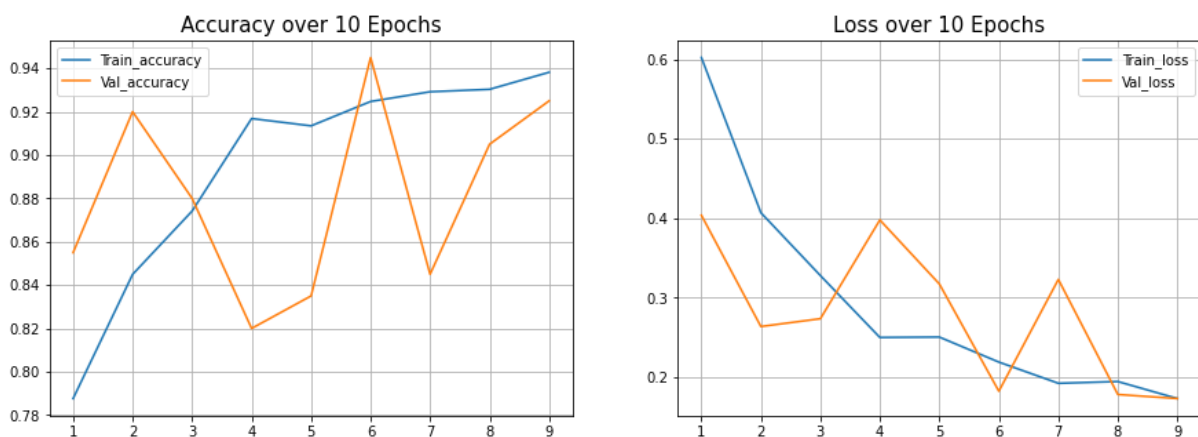 Accuracy over 10 Epochs
Train_accuracy
Val_accuracy
0.94
0.92
0.90
0.88
0.86
0.84
0.82
0.80
0.78
1 2 3 4 5 6 7 8 9
Loss over 10 Epochs
Train_loss
Val_loss
0.6
0.5
0.4
0.3
0.2
1 2 3 4 5 6 7 8 9